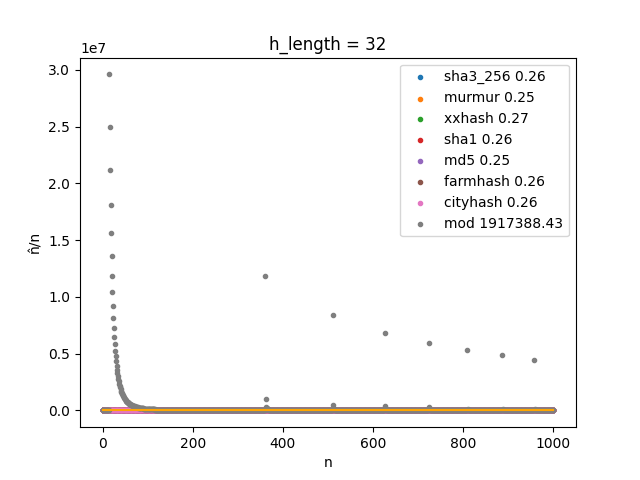 h_length = 32
1e7
3.0
2.5
2.0
1.5
1.0
0.5
0.0
n̂/n
sha3_256 0.26
murmur 0.25
xxhash 0.27
sha1 0.26
md5 0.25
farmhash 0.26
cityhash 0.26
mod 1917388.43
0 200 400 600 800 1000
n